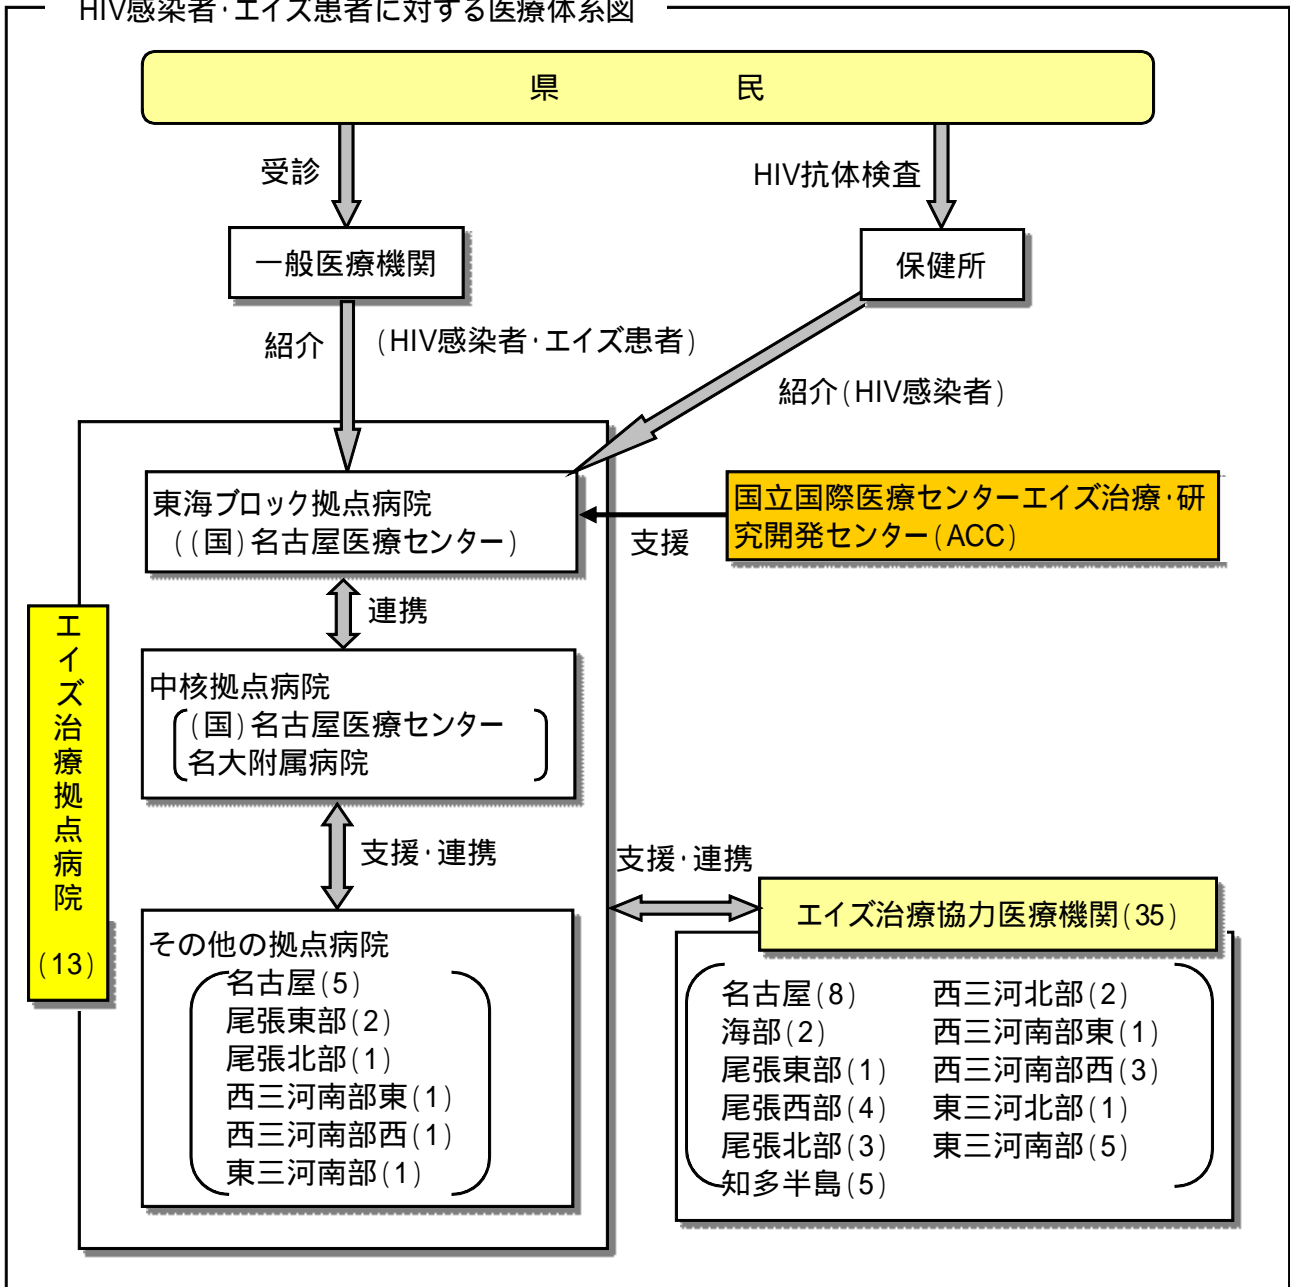 HIV感染者・エイズ患者に対する医療体系図
県　　民
受診
HIV抗体検査
一般医療機関
保健所
紹介
(HIV感染者・エイズ患者)
紹介(HIV感染者)
東海ブロック拠点病院
((国)名古屋医療センター)
支援
国立国際医療センターエイズ治療・研
究開発センター(ACC)
連携
エイズ治療拠点病院
(13)
中核拠点病院
(国)名古屋医療センター
名大附属病院
支援・連携
支援・連携
その他の拠点病院
名古屋(5)
尾張東部(2)
尾張北部(1)
西三河南部東(1)
西三河南部西(1)
東三河南部(1)
エイズ治療協力医療機関(35)
名古屋(8)
海部(2)
尾張東部(1)
尾張西部(4)
尾張北部(3)
知多半島(5)
西三河北部(2)
西三河南部東(1)
西三河南部西(3)
東三河北部(1)
東三河南部(5)